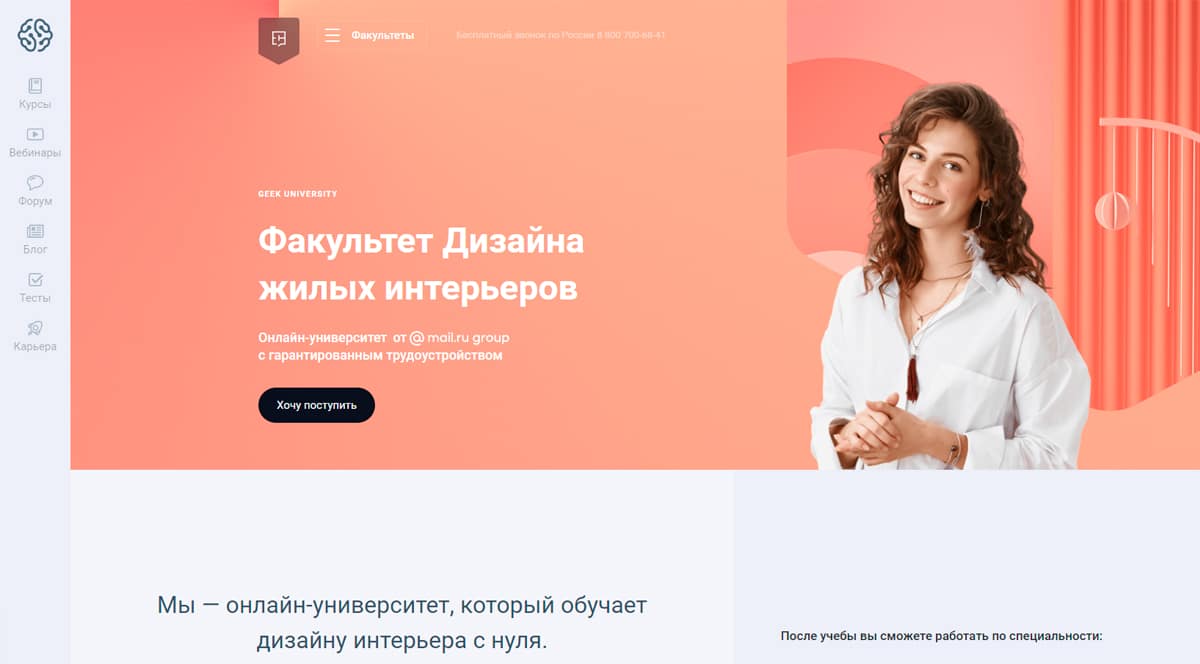 Факультеты
Бесплатный звонок по России 8 800 700-68-41
Курсы
Вебинары
Форум
Блог
Тесты
Карьера
GEEK UNIVERSITY
Факультет Дизайна
жилых интерьеров
Онлайн-университет от @ mail.ru group
с гарантированным трудоустройством
Хочу поступить
Мы — онлайн-университет, который обучает
дизайну интерьера с нуля.
После учебы вы сможете работать по специальности: